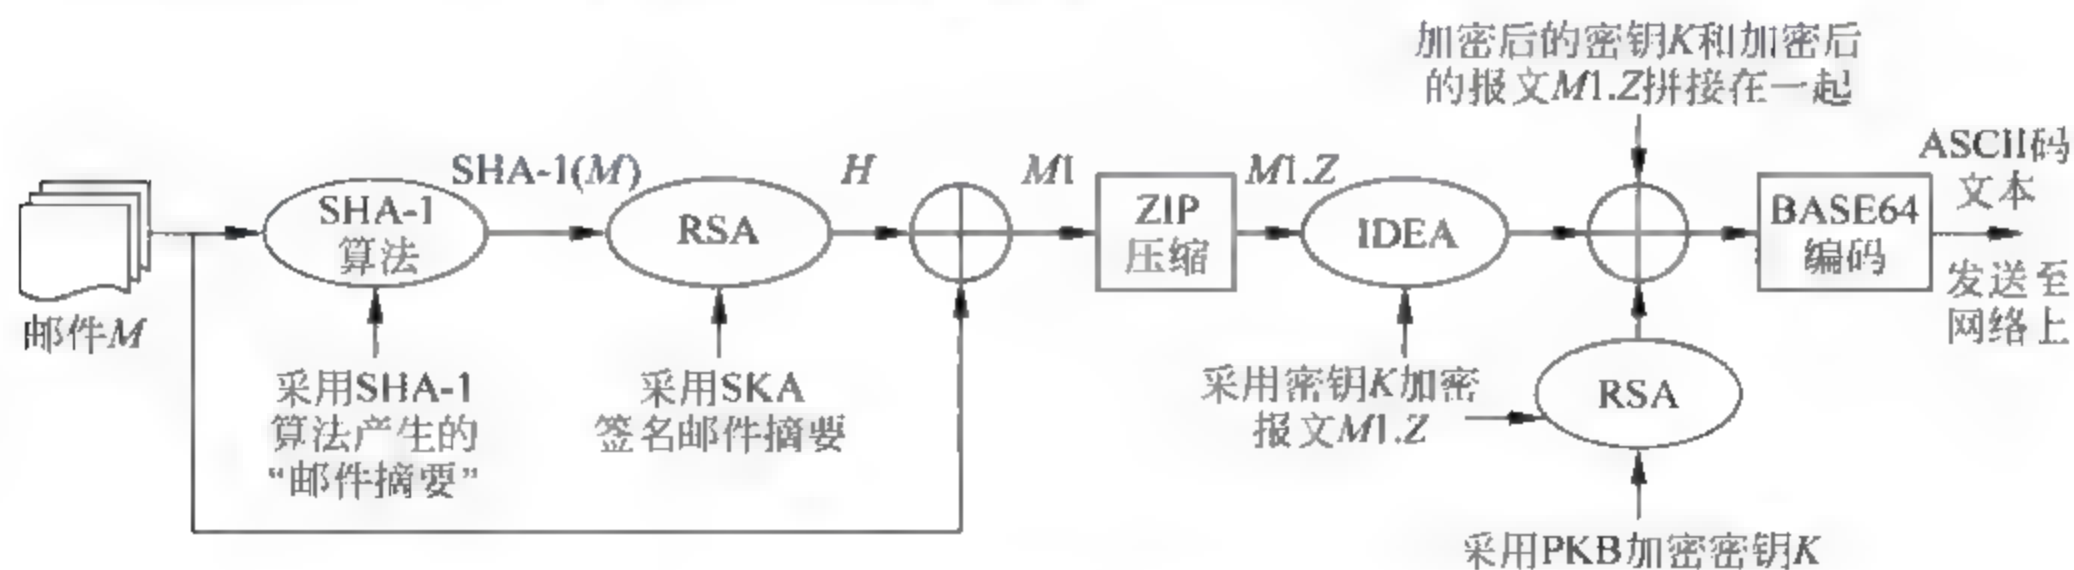 加密后的密钥K和加密后
的报文M1.Z拼接在一起
邮件M
SHA-1
算法
SHA-1(M)
RSA
H
M1
ZIP
压缩
M1.Z
IDEA
BASE64
编码
ASCII码
文本
发送至
网络上
采用SHA-1
算法产生的
“邮件摘要”
采用SKA
签名邮件摘要
采用密钥K加密
报文M1.Z
RSA
采用PKB加密密钥K